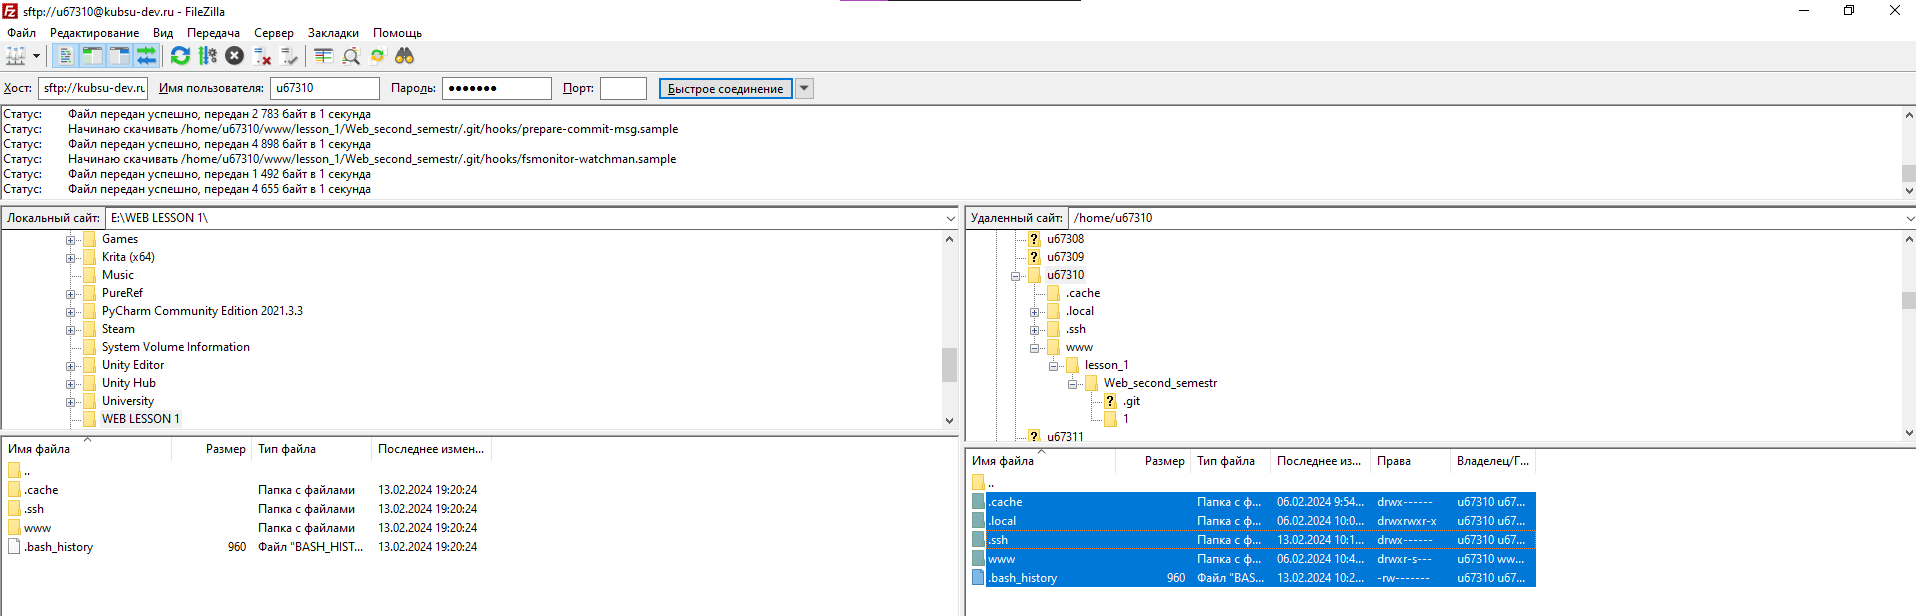 sftp://u67310@kubsu-dev.ru - FileZilla
Файл Редактирование Вид Передача Сервер Закладки Помощь
Хост: sftp://kubsu-dev.ru Имя пользователя: u67310 Пароль: ●●●●●●● Порт: Быстрое соединение
Статус: Файл передан успешно, передан 2 783 байт в 1 секунда
Статус: Начинаю скачивать /home/u67310/www/lesson_1/Web_second_semestr/.git/hooks/prepare-commit-msg.sample
Статус: Файл передан успешно, передан 4 898 байт в 1 секунда
Статус: Начинаю скачивать /home/u67310/www/lesson_1/Web_second_semestr/.git/hooks/fsmonitor-watchman.sample
Статус: Файл передан успешно, передан 1 492 байт в 1 секунда
Статус: Файл передан успешно, передан 4 655 байт в 1 секунда
Локальный сайт: E:\WEB LESSON 1\
Games
Krita (x64)
Music
PureRef
PyCharm Community Edition 2021.3.3
Steam
System Volume Information
Unity Editor
Unity Hub
University
WEB LESSON 1
Имя файла Размер Тип файла Последнее измен...
..
.cache Папка с файлами 13.02.2024 19:20:24
.ssh Папка с файлами 13.02.2024 19:20:24
www Папка с файлами 13.02.2024 19:20:24
.bash_history 960 Файл "BASH_HIST... 13.02.2024 19:20:24
Удаленный сайт: /home/u67310
u67308
u67309
u67310
.cache
.local
.ssh
www
lesson_1
Web_second_semestr
.git
1
u67311
Имя файла Размер Тип файла Последнее из... Права Владелец/Г...
..
.cache Папка с ф... 06.02.2024 9:54... drwx------ u67310 u67...
.local Папка с ф... 06.02.2024 10:0... drwxrwxr-x u67310 u67...
.ssh Папка с ф... 13.02.2024 10:1... drwx------ u67310 u67...
www Папка с ф... 06.02.2024 10:4... drwxr-s--- u67310 ww...
.bash_history 960 Файл "BAS... 13.02.2024 10:2... -rw------- u67310 u67...